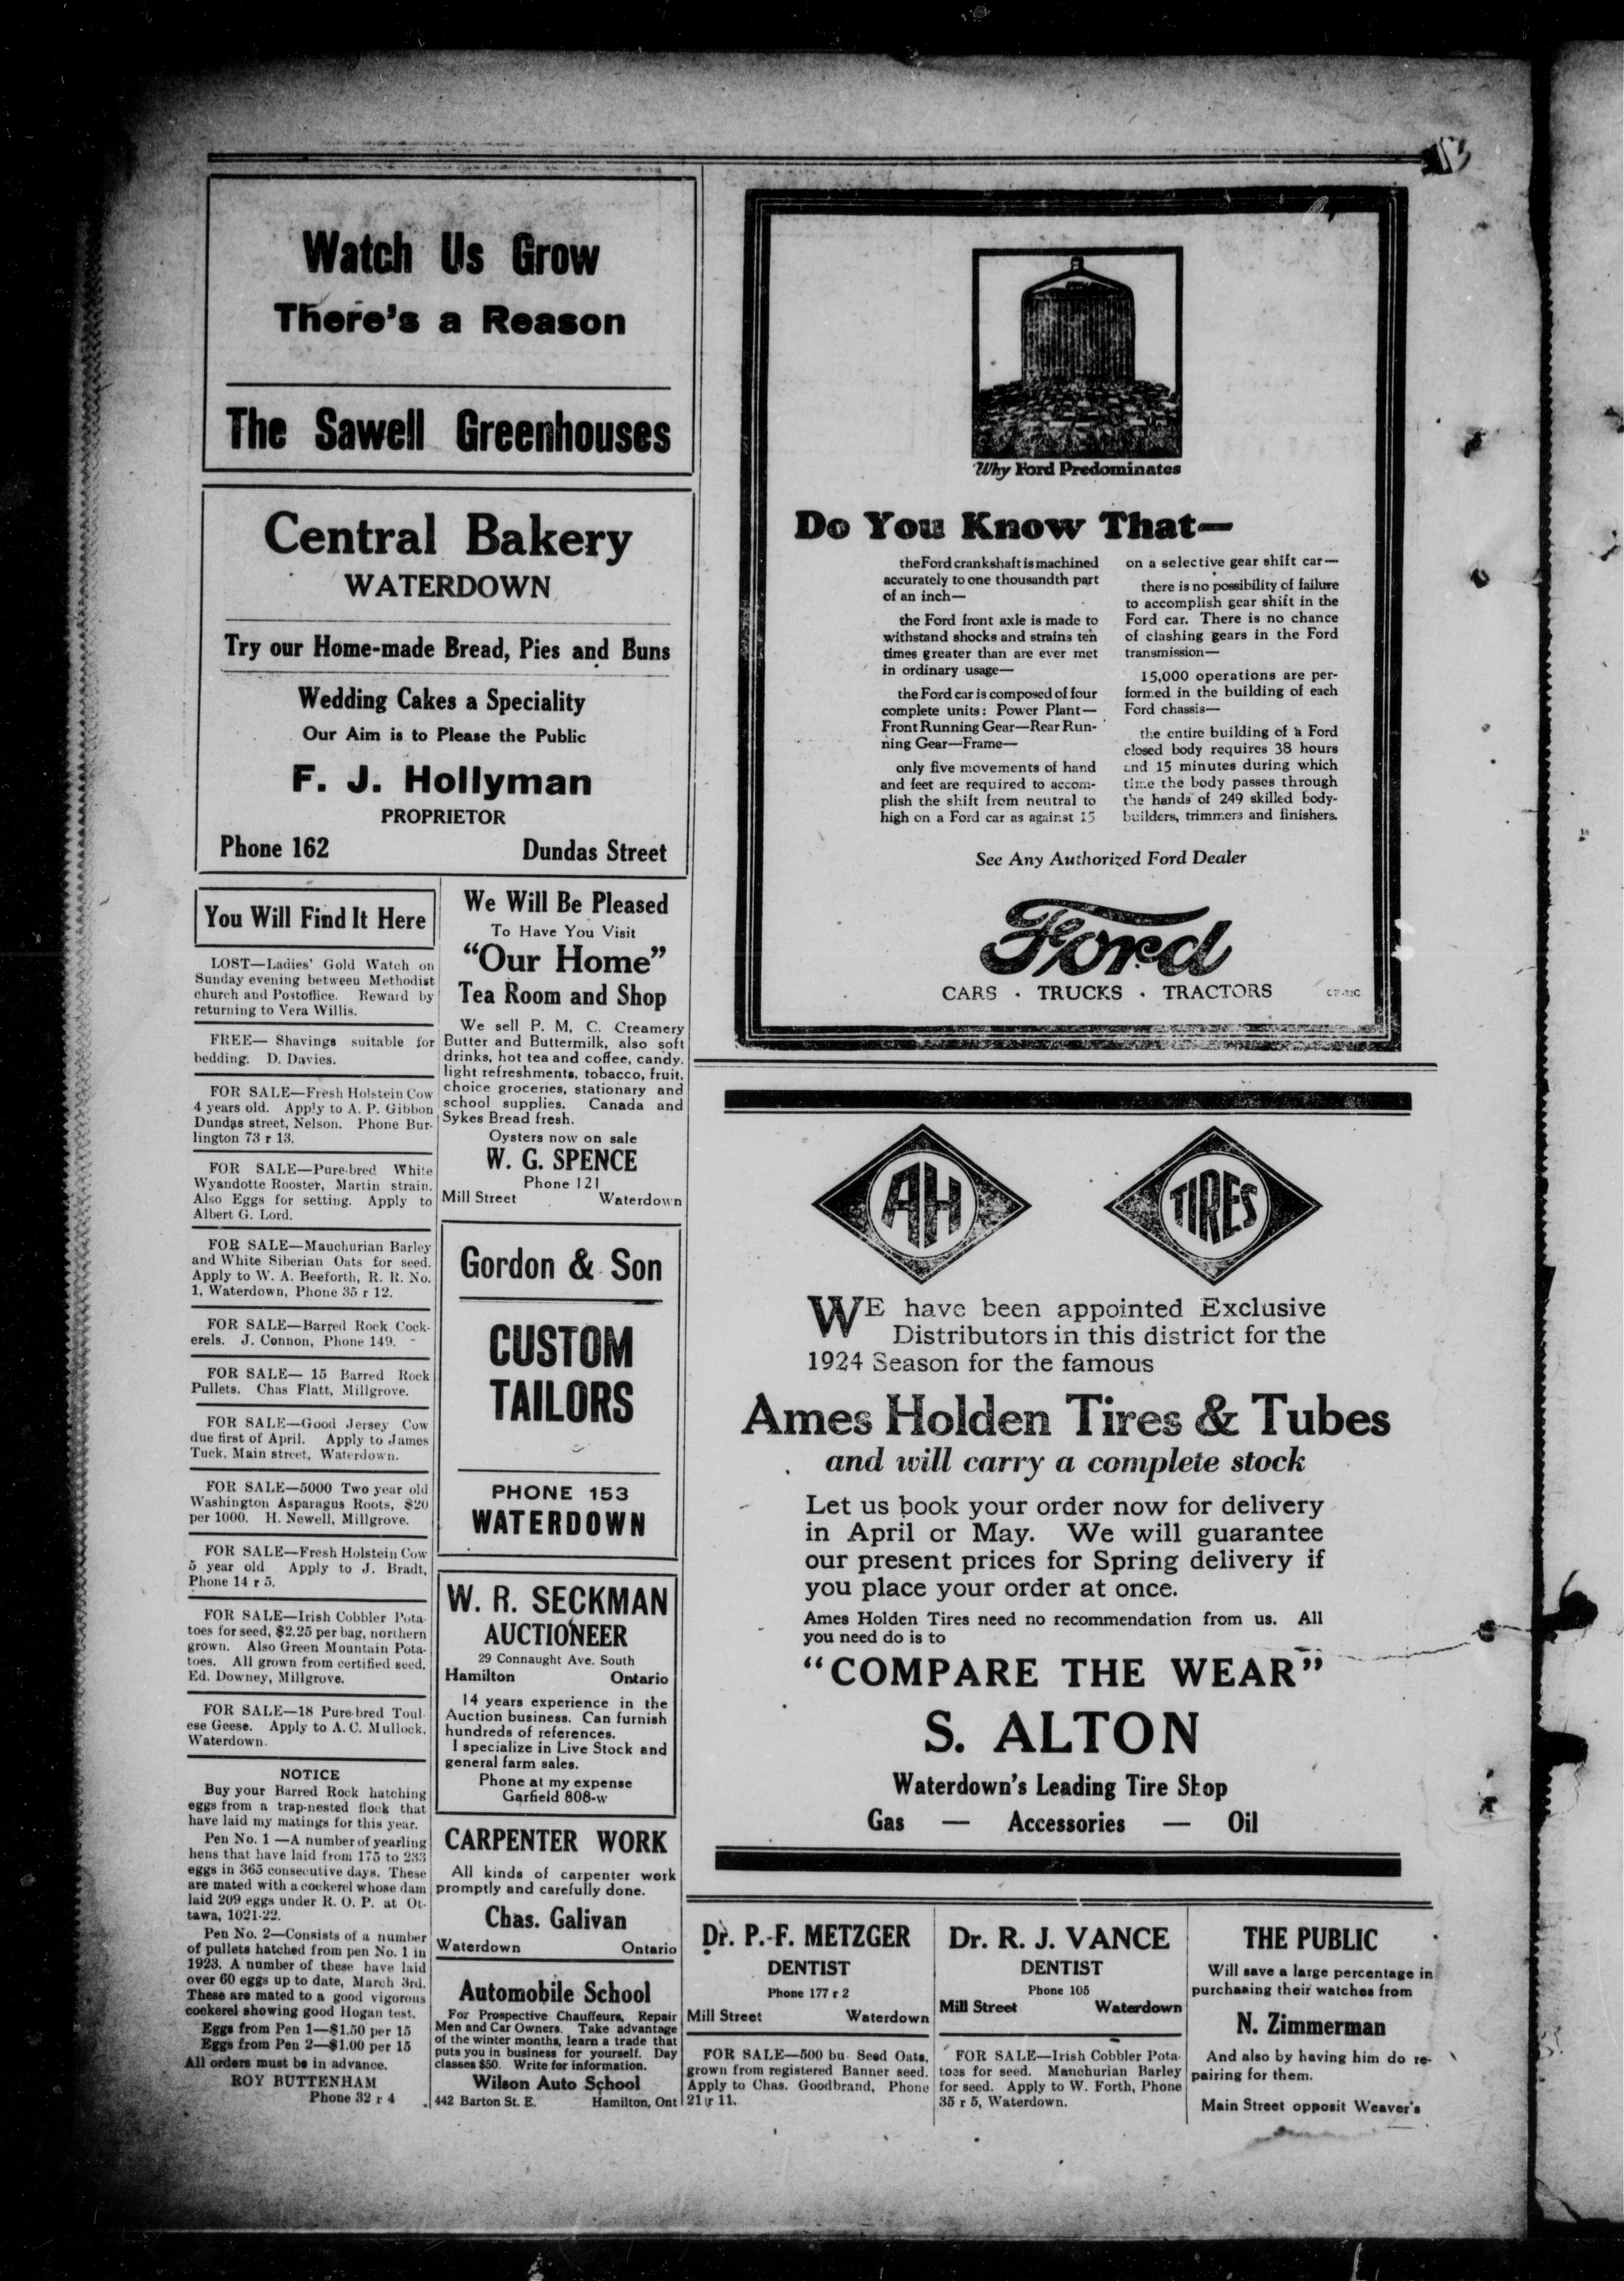 Watch Us Grow
There's a Reason
The Sawell Greenhouses
Central Bakery
WATERDOWN
Try our Home-made Bread, Pies and Buns
Wedding Cakes a Speciality
Our Aim is to Please the Public
F. J. Hollyman
PROPRIETOR
Phone 162 Dundas Street
You Will Find It Here
LOST—Ladies' Gold Watch on
Sunday evening between Methodist
church and Postoffice. Reward by
returning to Vera Willis.
FREE— Shavings suitable for
bedding. D. Davies.
FOR SALE—Fresh Holstein Cow
4 years old. Apply to A. P. Gibbon
Dundas street, Nelson. Phone Bur-
lington 73 r 13.
FOR SALE—Pure-bred White
Wyandotte Rooster, Martin strain.
Also Eggs for setting. Apply to
Albert G. Lord.
FOR SALE—Mauchurian Barley
and White Siberian Oats for seed.
Apply to W. A. Beeforth, R. R. No.
1, Waterdown, Phone 35 r 12.
FOR SALE—Barred Rock Cock-
erels. J. Connon, Phone 149.
FOR SALE— 15 Barred Rock
Pullets. Chas Flatt, Millgrove.
FOR SALE—Good Jersey Cow
due first of April. Apply to James
Tuck, Main street, Waterdown.
FOR SALE—5000 Two year old
Washington Asparagus Roots, $20
per 1000. H. Newell, Millgrove.
FOR SALE—Fresh Holstein Cow
5 year old Apply to J. Bradt,
Phone 14 r 5.
FOR SALE—Irish Cobbler Pota-
toes for seed, $2.25 per bag, northern
grown. Also Green Mountain Pota-
toes. All grown from certified seed.
Ed. Downey, Millgrove.
FOR SALE—18 Pure-bred Toul-
ese Geese. Apply to A. C. Mullock,
Waterdown.
NOTICE
Buy your Barred Rock hatching
eggs from a trap-nested flock that
have laid my matings for this year.
Pen No. 1 —A number of yearling
hens that have laid from 175 to 233
eggs in 365 consecutive days. These
are mated with a cockerel whose dam
laid 209 eggs under R. O. P. at Ot-
tawa, 1021-22.
Pen No. 2—Consists of a number
of pullets hatched from pen No. 1 in
1923. A number of these have laid
over 60 eggs up to date, March 3rd.
These are mated to a good vigorous
cockerel showing good Hogan test.
Eggs from Pen 1—$1.50 per 15
Eggs from Pen 2—$1.00 per 15
All orders must be in advance.
ROY BUTTENHAM
Phone 32 r 4
We Will Be Pleased
To Have You Visit
"Our Home"
Tea Room and Shop
We sell P. M. C. Creamery
Butter and Buttermilk, also soft
drinks, hot tea and coffee, candy,
light refreshments, tobacco, fruit,
choice groceries, stationary and
school supplies. Canada and
Sykes Bread fresh.
Oysters now on sale
W. G. SPENCE
Phone 121
Mill Street Waterdown
Gordon & Son
CUSTOM
TAILORS
PHONE 153
WATERDOWN
W. R. SECKMAN
AUCTIONEER
29 Connaught Ave. South
Hamilton Ontario
14 years experience in the
Auction business. Can furnish
hundreds of references.
I specialize in Live Stock and
general farm sales.
Phone at my expense
Garfield 808-w
CARPENTER WORK
All kinds of carpenter work
promptly and carefully done.
Chas. Galivan
Waterdown Ontario
Automobile School
For Prospective Chauffeurs, Repair
Men and Car Owners. Take advantage
of the winter months, learn a trade that
puts you in business for yourself. Day
classes $50. Write for information.
Wilson Auto School
442 Barton St. E. Hamilton, Ont
Why Ford Predominates
Do You Know That—
the Ford crankshaft is machined
accurately to one thousandth part
of an inch—
the Ford front axle is made to
withstand shocks and strains ten
times greater than are ever met
in ordinary usage—
the Ford car is composed of four
complete units: Power Plant—
Front Running Gear—Rear Run-
ning Gear—Frame—
only five movements of hand
and feet are required to accom-
plish the shift from neutral to
high on a Ford car as against 15
on a selective gear shift car—
there is no possibility of failure
to accomplish gear shift in the
Ford car. There is no chance
of clashing gears in the Ford
transmission—
15,000 operations are per-
formed in the building of each
Ford chassis—
the entire building of a Ford
closed body requires 38 hours
and 15 minutes during which
time the body passes through
the hands of 249 skilled body-
builders, trimmers and finishers.
See Any Authorized Ford Dealer
Ford
CARS · TRUCKS · TRACTORS
AH TIRES
WE have been appointed Exclusive
Distributors in this district for the
1924 Season for the famous
Ames Holden Tires & Tubes
and will carry a complete stock
Let us book your order now for delivery
in April or May. We will guarantee
our present prices for Spring delivery if
you place your order at once.
Ames Holden Tires need no recommendation from us. All
you need do is to
"COMPARE THE WEAR"
S. ALTON
Waterdown's Leading Tire Shop
Gas — Accessories — Oil
Dr. P. F. METZGER
DENTIST
Phone 177 r 2
Mill Street Waterdown
FOR SALE—500 bu. Seed Oats,
grown from registered Banner seed.
Apply to Chas. Goodbrand, Phone
21 r 11.
Dr. R. J. VANCE
DENTIST
Phone 105
Mill Street Waterdown
FOR SALE—Irish Cobbler Pota-
toes for seed. Manchurian Barley
for seed. Apply to W. Forth, Phone
35 r 5, Waterdown.
THE PUBLIC
Will save a large percentage in
purchasing their watches from
N. Zimmerman
And also by having him do re-
pairing for them.
Main Street opposit Weaver's